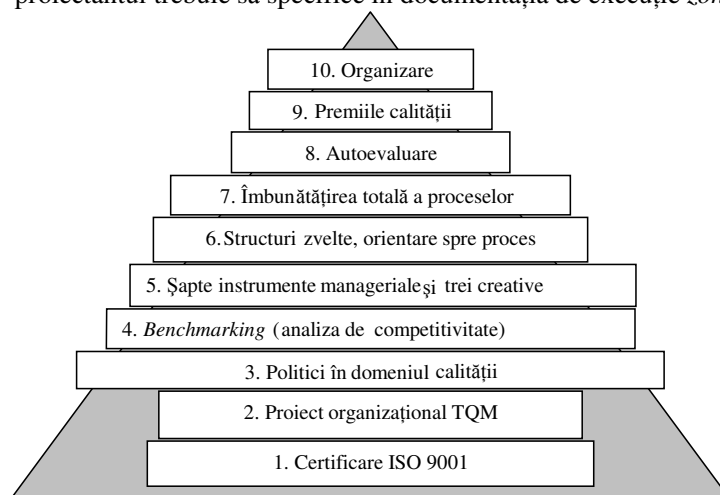 proiectantul trebuie să specifice în documentația de execuție
10. Organizare
9. Premiile calității
8. Autoevaluare
7. Îmbunătățirea totală a proceselor
6.Structuri zvelte, orientare spre proces
5. Șapte instrumente manageriale și trei creative
4. Benchmarking (analiza de competitivitate)
3. Politici în domeniul calității
2. Proiect organizațional TQM
1. Certificare ISO 9001